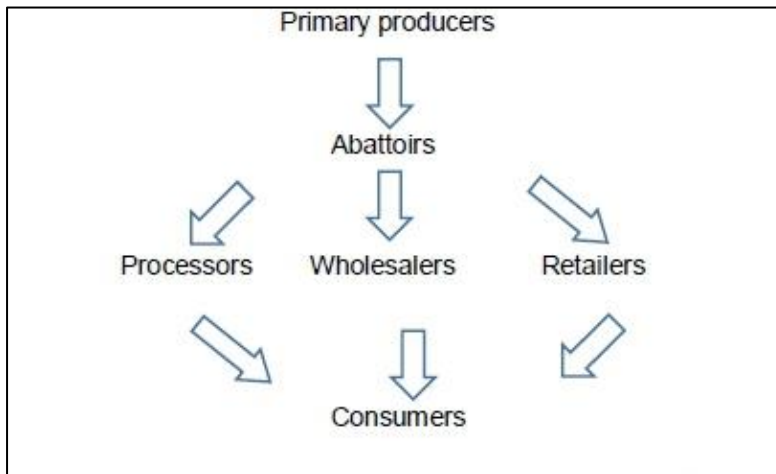 Primary producers
Abattoirs
Processors Wholesalers Retailers
Consumers